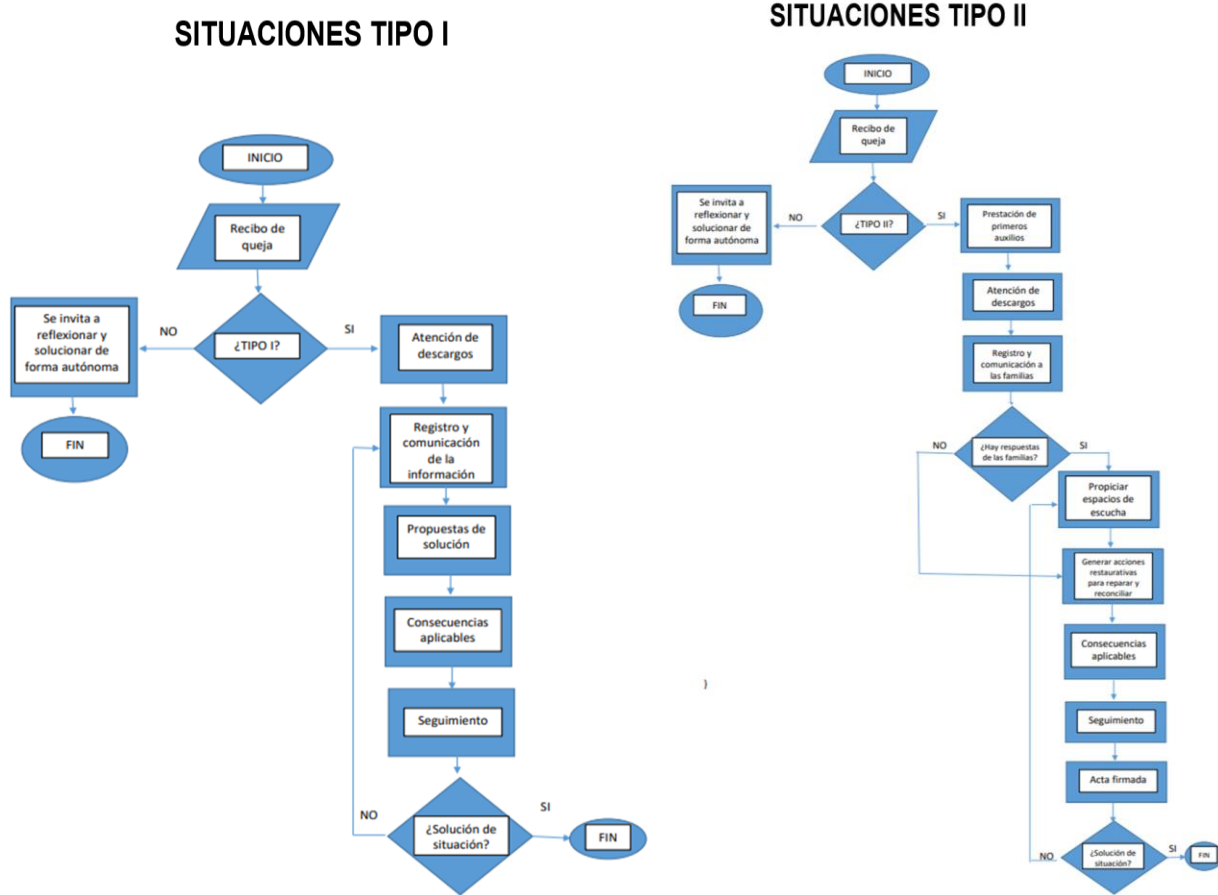 SITUACIONES TIPO I
INICIO
Recibo de
queja
¿TIPO I?
NO
SI
Se invita a
reflexionar y
solucionar de
forma autónoma
FIN
Atención de
descargos
Registro y
comunicación
de la
información
Propuestas de
solución
Consecuencias
aplicables
Seguimiento
¿Solución de
situación?
NO
SI
FIN
SITUACIONES TIPO II
INICIO
Recibo de
queja
¿TIPO II?
NO
SI
Se invita a
reflexionar y
solucionar de
forma autónoma
FIN
Prestación de
primeros
auxilios
Atención de
descargos
Registro y
comunicación a
las familias
¿Hay respuestas
de las familias?
NO
SI
Propiciar
espacios de
escucha
Generar acciones
restaurativas
para reparar y
reconciliar
Consecuencias
aplicables
}
Seguimiento
Acta firmada
¿Solución de
situación?
NO
SI
FIN